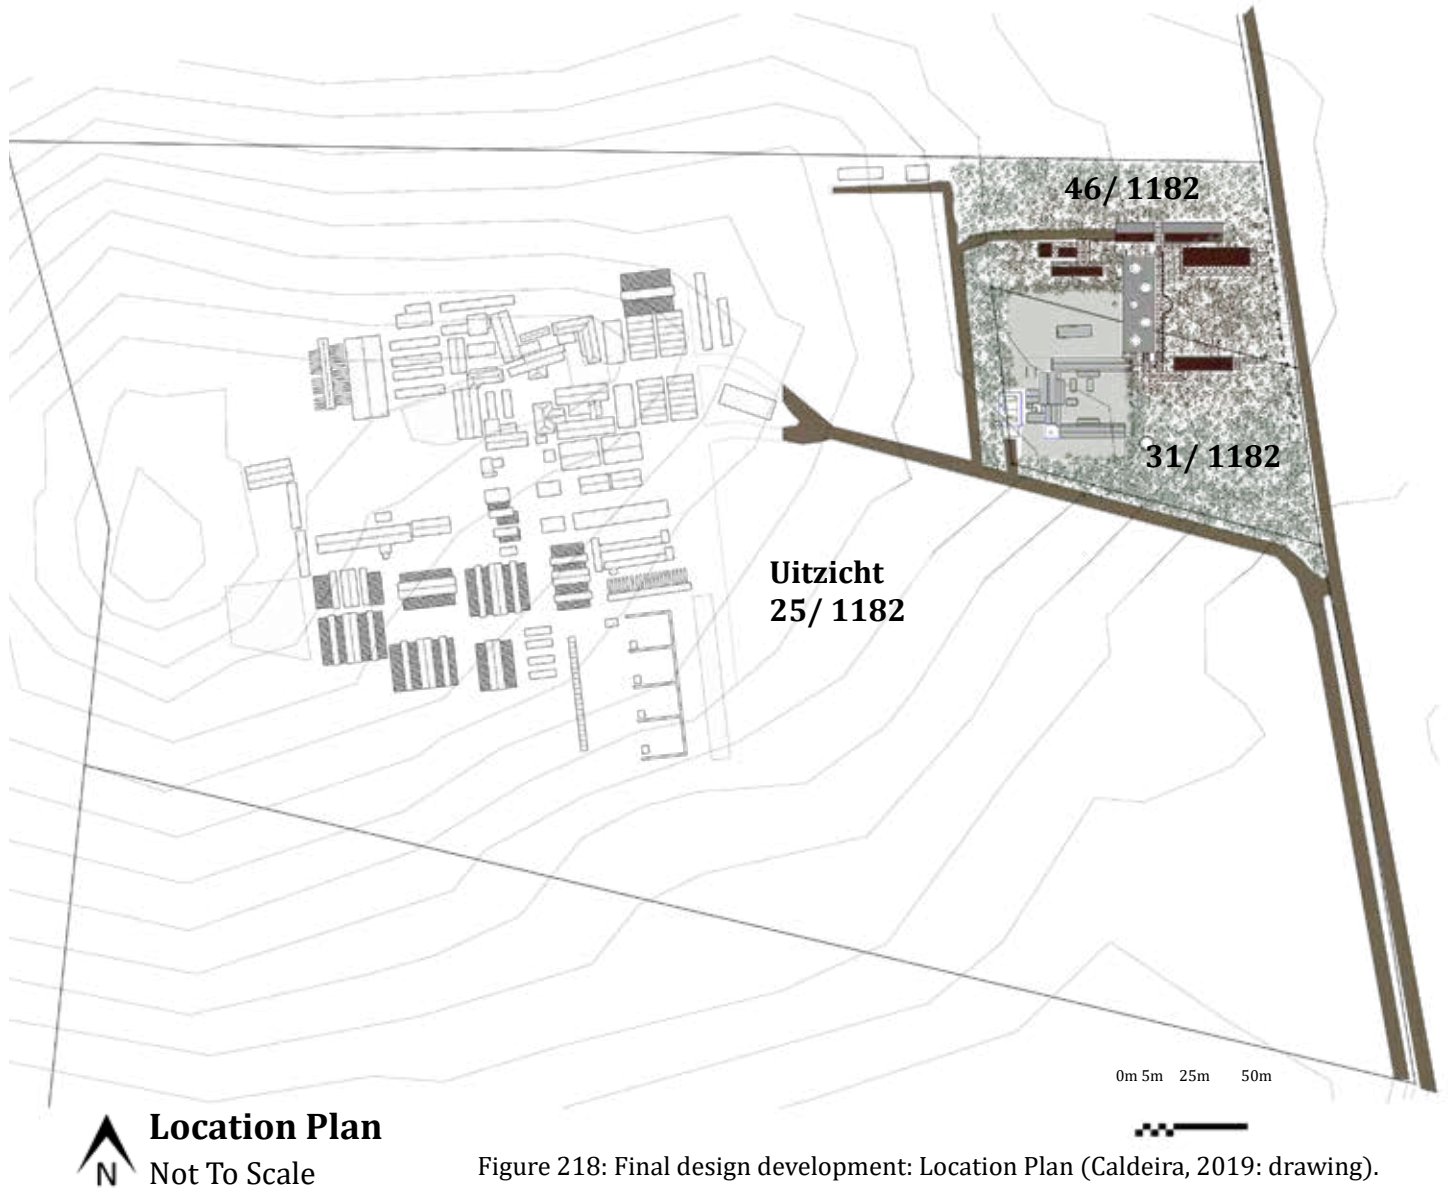 46/ 1182
31/ 1182
Uitzicht
25/ 1182
0m 5m 25m 50m
Location Plan
N Not To Scale
Figure 218: Final design development: Location Plan (Caldeira, 2019: drawing).